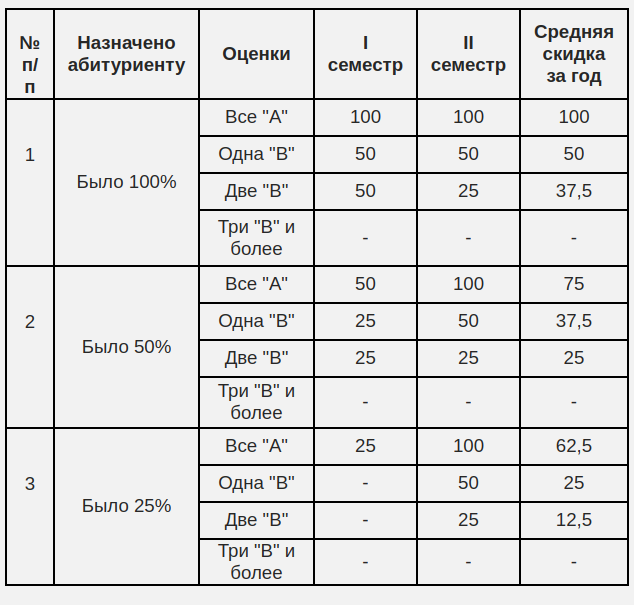 № п/п Назначено абитуриенту Оценки I семестр II семестр Средняя скидка за год
1 Было 100% Все "А" 100 100 100
Одна "В" 50 50 50
Две "В" 50 25 37,5
Три "В" и более - - -
2 Было 50% Все "А" 50 100 75
Одна "В" 25 50 37,5
Две "В" 25 25 25
Три "В" и более - - -
3 Было 25% Все "А" 25 100 62,5
Одна "В" - 50 25
Две "В" - 25 12,5
Три "В" и более - - -